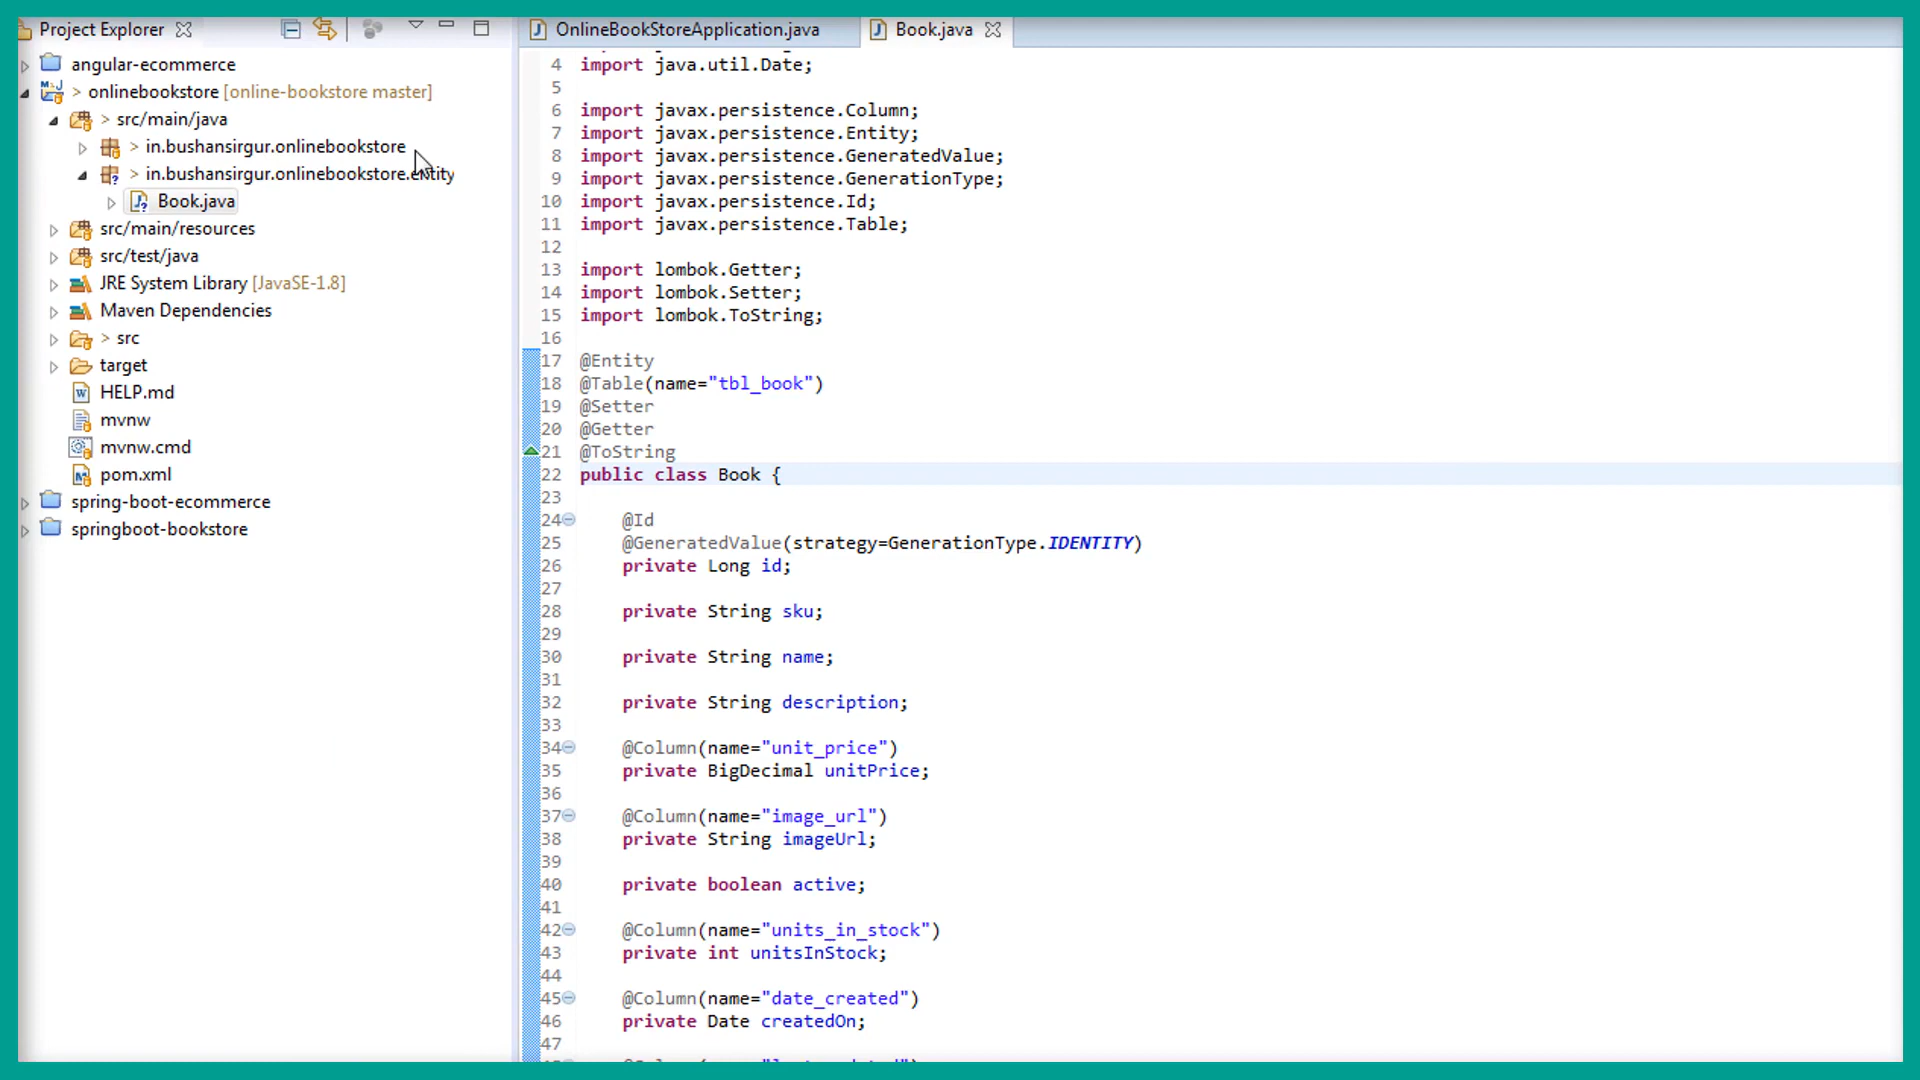 Project Explorer
angular-ecommerce
> onlinebookstore [online-bookstore master]
> src/main/java
> in.bushansirgur.onlinebookstore
> in.bushansirgur.onlinebookstore.entity
Book.java
src/main/resources
src/test/java
JRE System Library [JavaSE-1.8]
Maven Dependencies
> src
target
HELP.md
mvnw
mvnw.cmd
pom.xml
spring-boot-ecommerce
springboot-bookstore
OnlineBookStoreApplication.java
Book.java
4 import java.util.Date;
5
6 import javax.persistence.Column;
7 import javax.persistence.Entity;
8 import javax.persistence.GeneratedValue;
9 import javax.persistence.GenerationType;
10 import javax.persistence.Id;
11 import javax.persistence.Table;
12
13 import lombok.Getter;
14 import lombok.Setter;
15 import lombok.ToString;
16
17 @Entity
18 @Table(name="tbl_book")
19 @Setter
20 @Getter
21 @ToString
22 public class Book {
23
24 @Id
25 @GeneratedValue(strategy=GenerationType.IDENTITY)
26 private Long id;
27
28 private String sku;
29
30 private String name;
31
32 private String description;
33
34 @Column(name="unit_price")
35 private BigDecimal unitPrice;
36
37 @Column(name="image_url")
38 private String imageUrl;
39
40 private boolean active;
41
42 @Column(name="units_in_stock")
43 private int unitsInStock;
44
45 @Column(name="date_created")
46 private Date createdOn;
47